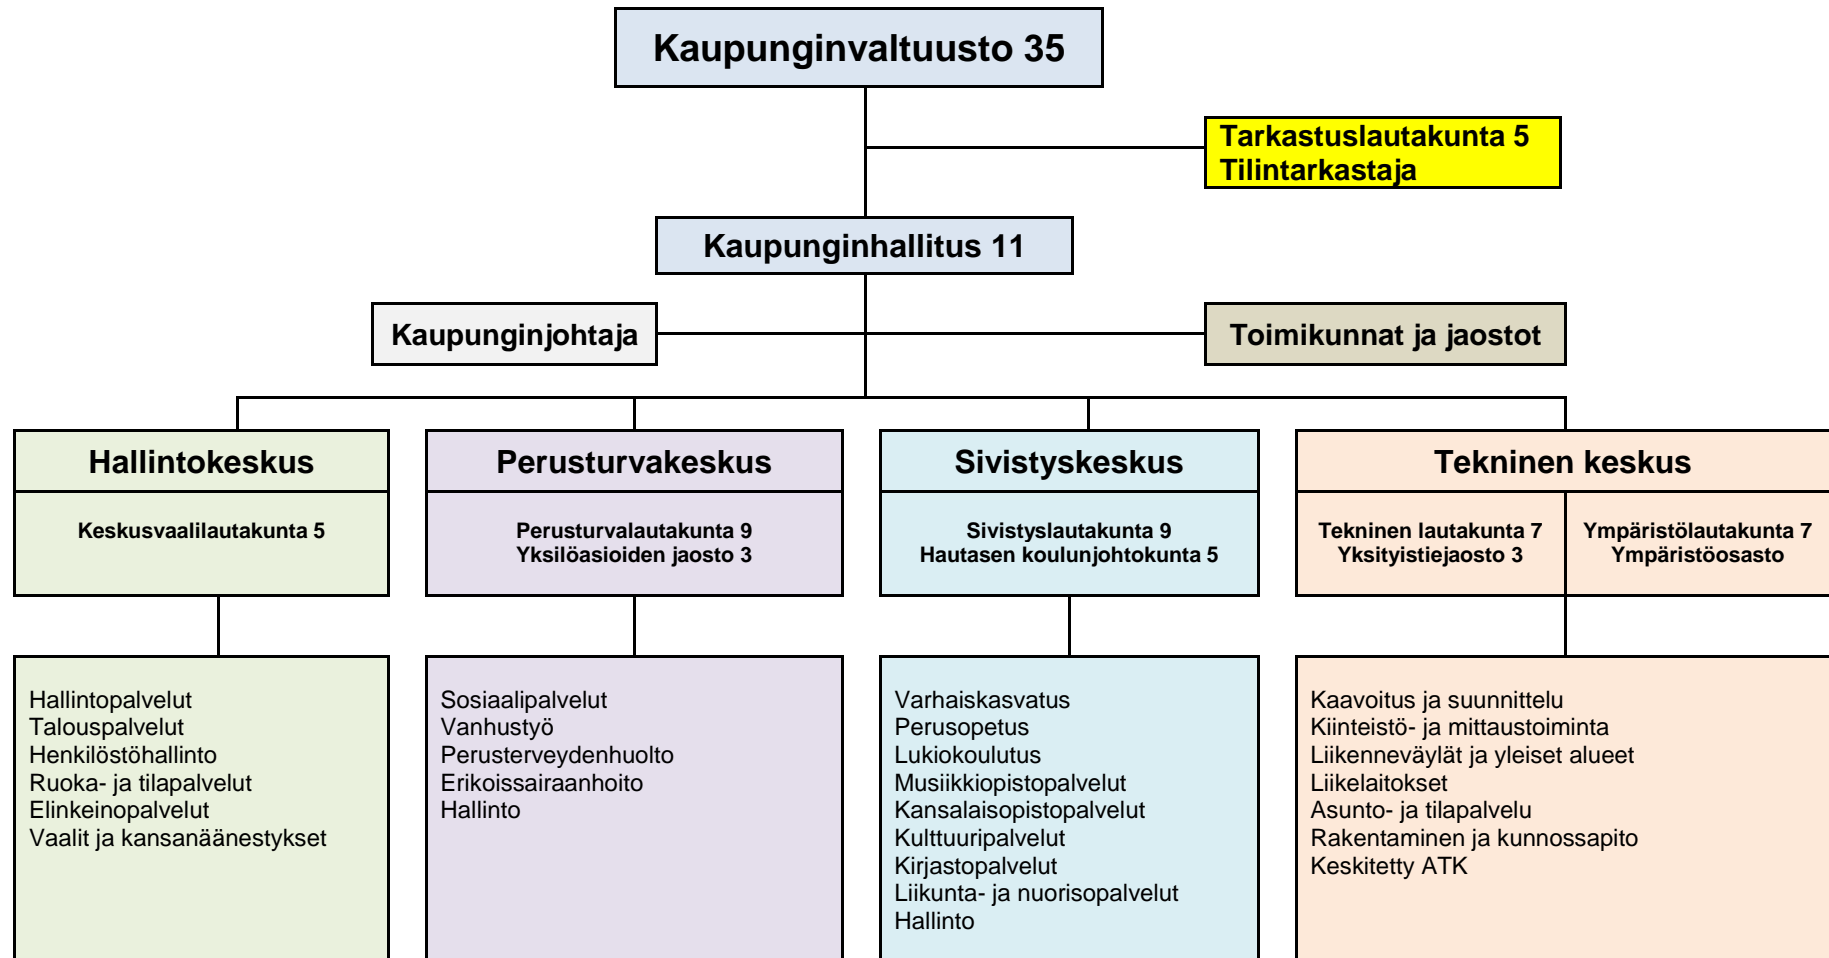 Kaupunginvaltuusto 35
Tarkastuslautakunta 5
Tilintarkastaja
Kaupunginhallitus 11
Kaupunginjohtaja
Toimikunnat ja jaostot
Hallintokeskus
Keskusvaalilautakunta 5
Hallintopalvelut
Talouspalvelut
Henkilöstöhallinto
Ruoka- ja tilapalvelut
Elinkeinopalvelut
Vaalit ja kansanäänestykset
Perusturvakeskus
Perusturvalautakunta 9
Yksilöasioiden jaosto 3
Sosiaalipalvelut
Vanhustyö
Perusterveydenhuolto
Erikoissairaanhoito
Hallinto
Sivistyskeskus
Sivistyslautakunta 9
Hautasen koulunjohtokunta 5
Varhaiskasvatus
Perusopetus
Lukiokoulutus
Musiikkiopistopalvelut
Kansalaisopistopalvelut
Kulttuuripalvelut
Kirjastopalvelut
Liikunta- ja nuorisopalvelut
Hallinto
Tekninen keskus
Tekninen lautakunta 7
Yksityistiejaosto 3
Ympäristölautakunta 7
Ympäristöosasto
Kaavoitus ja suunnittelu
Kiinteistö- ja mittaustoiminta
Liikenneväylät ja yleiset alueet
Liikelaitokset
Asunto- ja tilapalvelu
Rakentaminen ja kunnossapito
Keskitetty ATK